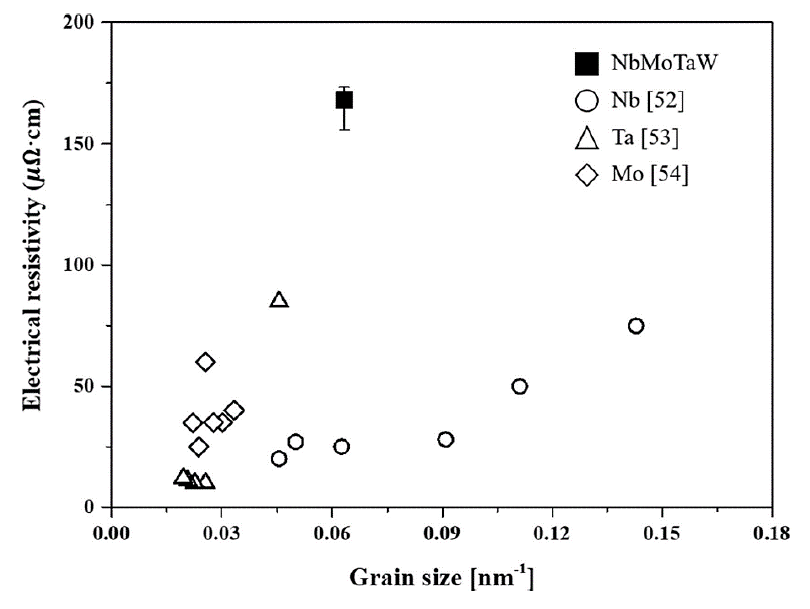 200
150
100
50
0
Electrical resistivity (μΩ·cm)
NbMoTaW
Nb [52]
Ta [53]
Mo [54]
0.00 0.03 0.06 0.09 0.12 0.15 0.18
Grain size [nm⁻¹]